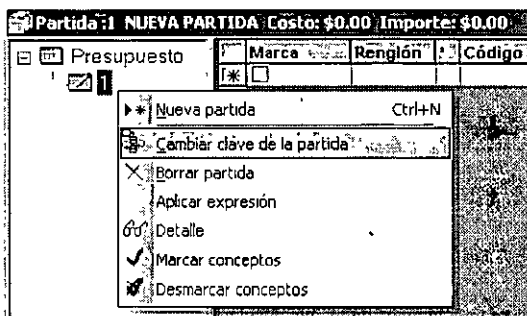 Partida:1 NUEVA PARTIDA Costo: $0.00 Importe: $0.00
Presupuesto Marca Renglón Código
1
Nueva partida Ctrl+N
Cambiar clave de la partida
Borrar partida
Aplicar expresión
Detalle
Marcar conceptos
Desmarcar conceptos